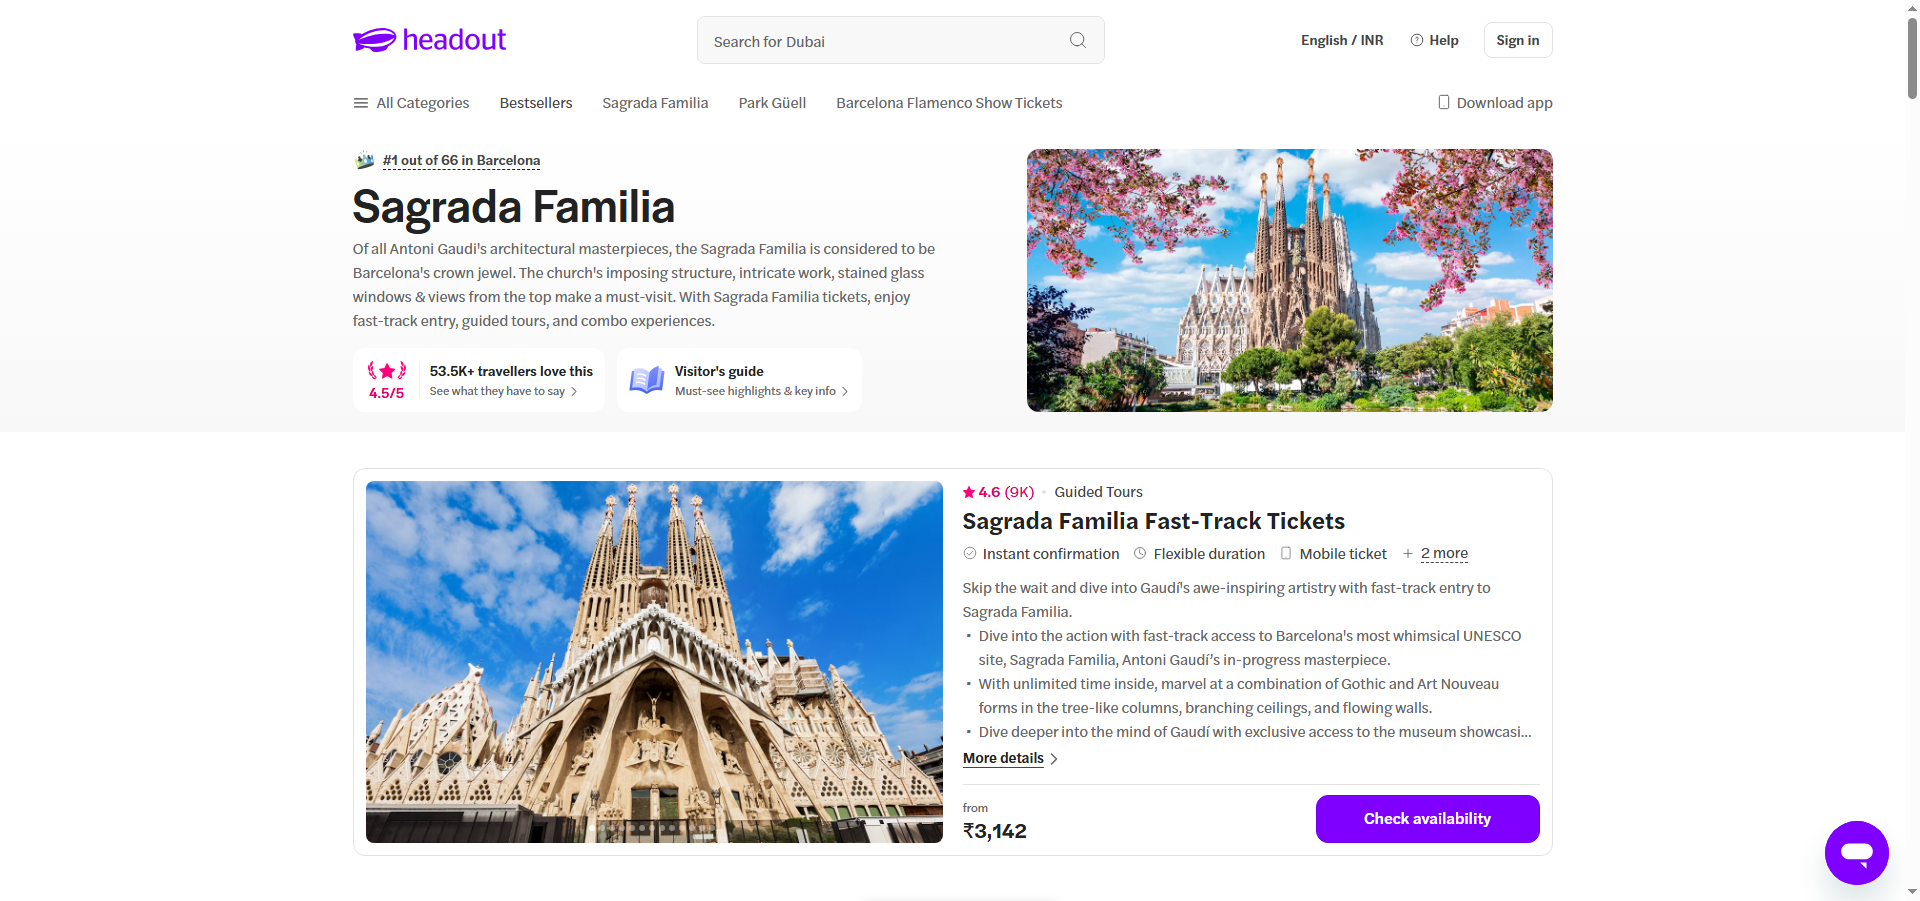 headout
Search for Dubai
English / INR
Help
Sign in
All Categories
Bestsellers
Sagrada Familia
Park Güell
Barcelona Flamenco Show Tickets
Download app
#1 out of 66 in Barcelona
Sagrada Familia
Of all Antoni Gaudi's architectural masterpieces, the Sagrada Familia is considered to be
Barcelona's crown jewel. The church's imposing structure, intricate work, stained glass
windows & views from the top make a must-visit. With Sagrada Familia tickets, enjoy
fast-track entry, guided tours, and combo experiences.
4.5/5
53.5K+ travellers love this
See what they have to say
Visitor's guide
Must-see highlights & key info
4.6 (9K)
Guided Tours
Sagrada Familia Fast-Track Tickets
Instant confirmation
Flexible duration
Mobile ticket
+ 2 more
Skip the wait and dive into Gaudí's awe-inspiring artistry with fast-track entry to
Sagrada Familia.
Dive into the action with fast-track access to Barcelona's most whimsical UNESCO
site, Sagrada Familia, Antoni Gaudí’s in-progress masterpiece.
With unlimited time inside, marvel at a combination of Gothic and Art Nouveau
forms in the tree-like columns, branching ceilings, and flowing walls.
Dive deeper into the mind of Gaudí with exclusive access to the museum showcasi...
More details
from
₹3,142
Check availability